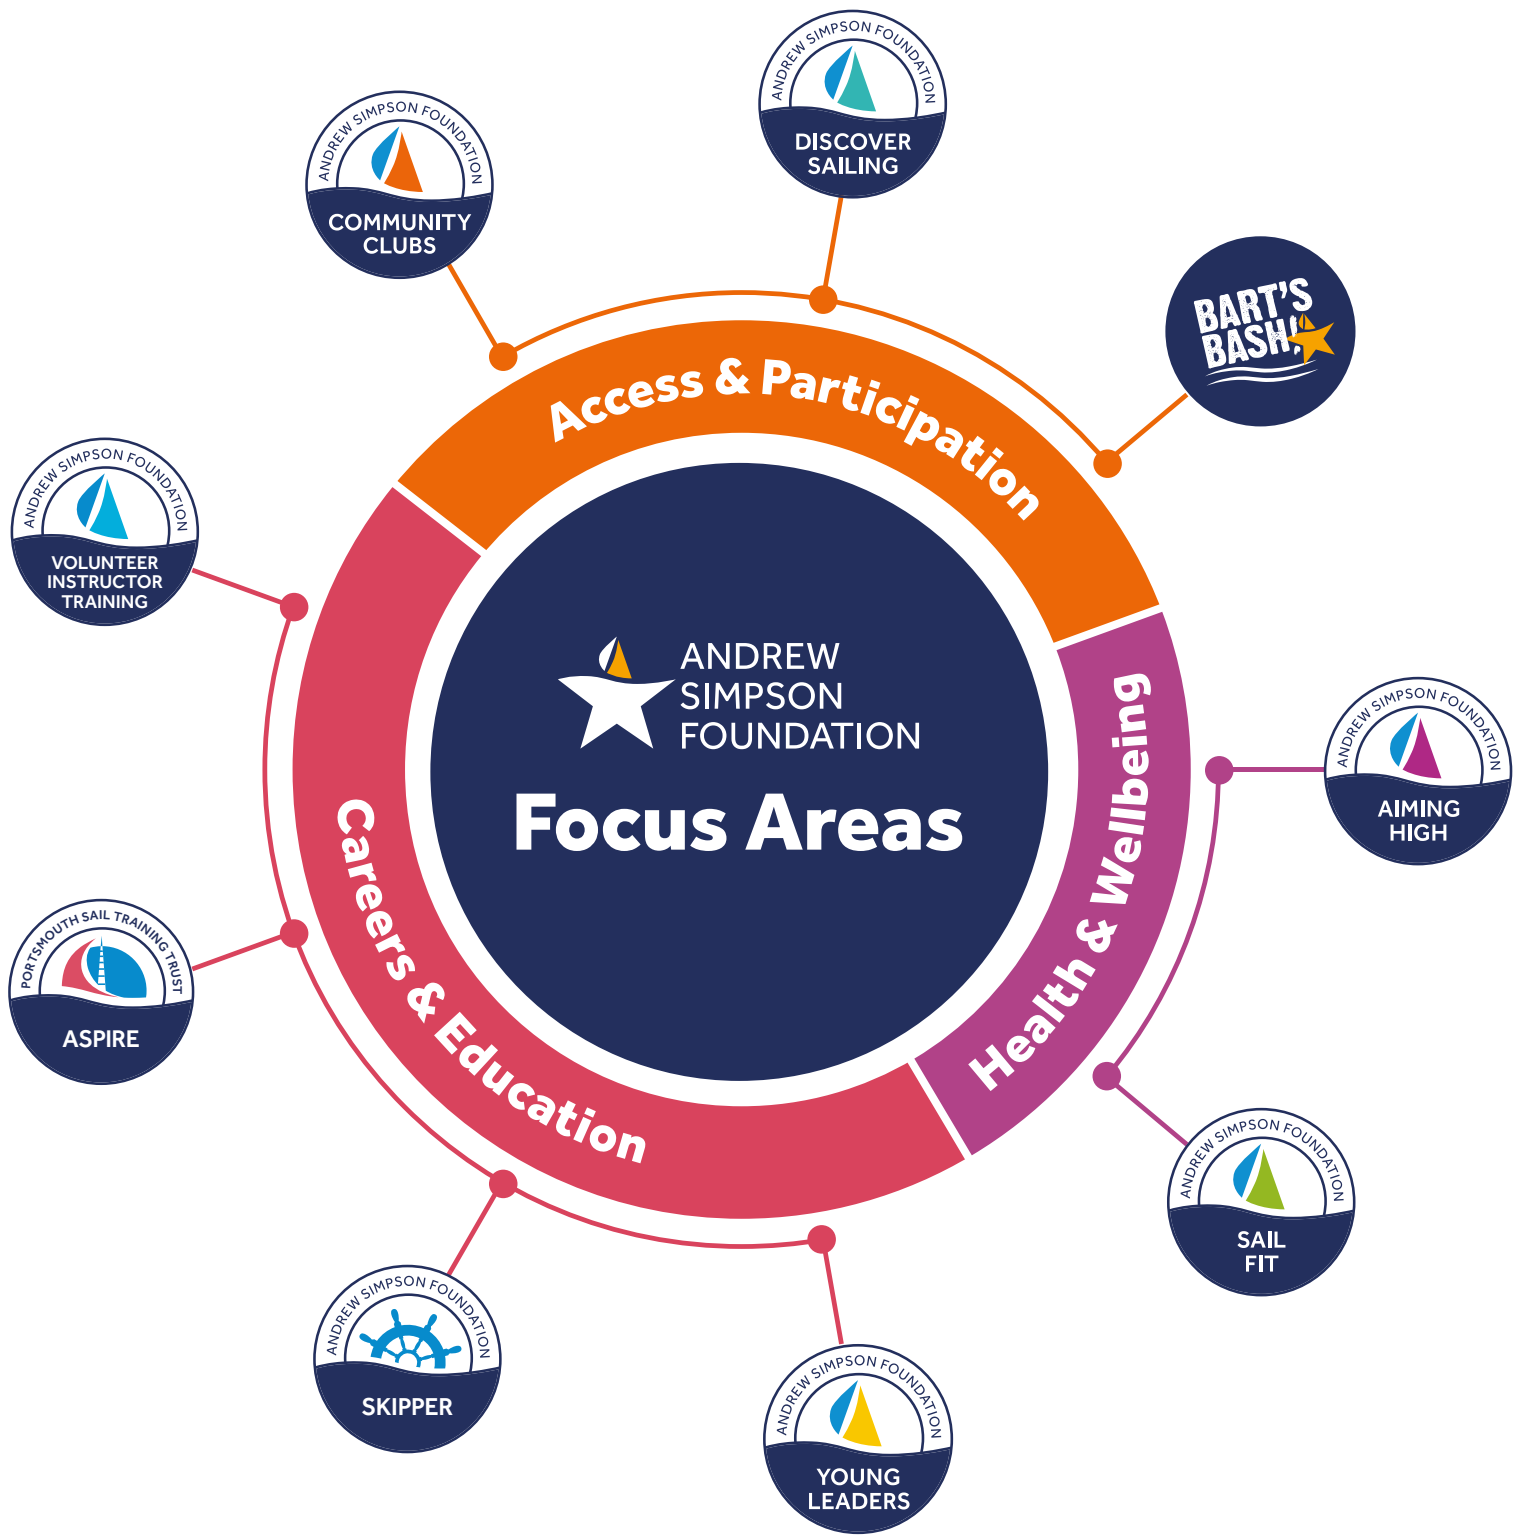 ANDREW SIMPSON FOUNDATION
DISCOVER
SAILING
ANDREW SIMPSON FOUNDATION
COMMUNITY
CLUBS
BART'S
BASH!
Access & Participation
ANDREW SIMPSON FOUNDATION
VOLUNTEER
INSTRUCTOR
TRAINING
ANDREW
SIMPSON
FOUNDATION
Focus Areas
Health & Wellbeing
ANDREW SIMPSON FOUNDATION
AIMING
HIGH
Careers & Education
PORTSMOUTH SAIL TRAINING TRUST
ASPIRE
ANDREW SIMPSON FOUNDATION
SAIL
FIT
ANDREW SIMPSON FOUNDATION
SKIPPER
ANDREW SIMPSON FOUNDATION
YOUNG
LEADERS